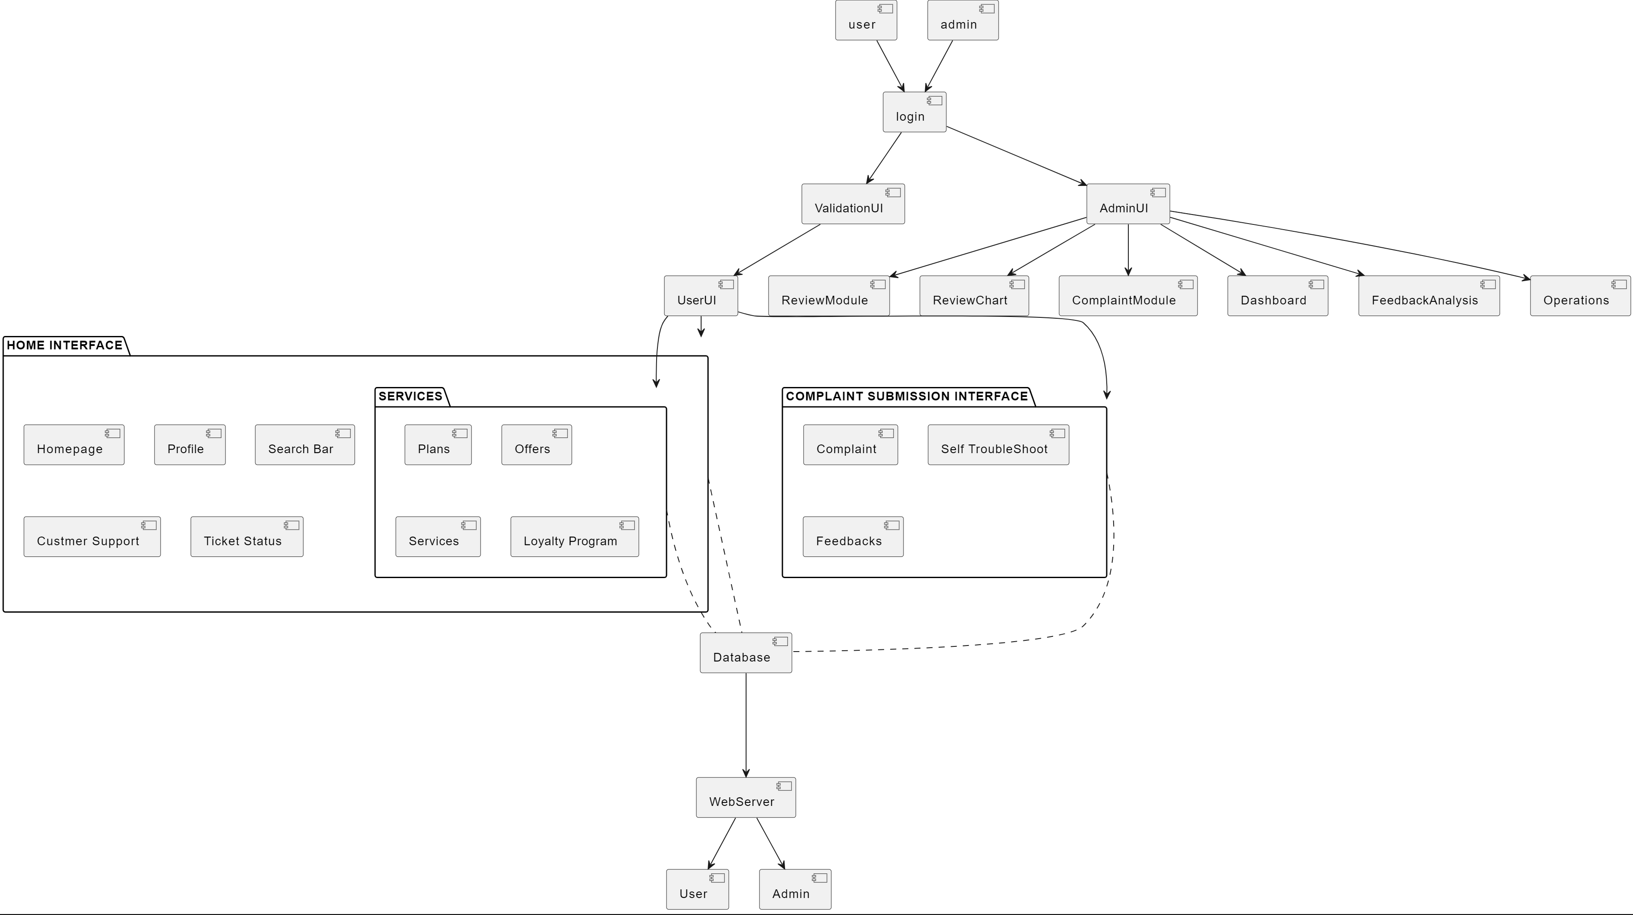 user
admin
login
ValidationUI
AdminUI
UserUI
ReviewModule
ReviewChart
ComplaintModule
Dashboard
FeedbackAnalysis
Operations
HOME INTERFACE
SERVICES
COMPLAINT SUBMISSION INTERFACE
Homepage
Profile
Search Bar
Plans
Offers
Complaint
Self TroubleShoot
Custmer Support
Ticket Status
Services
Loyalty Program
Feedbacks
Database
WebServer
User
Admin